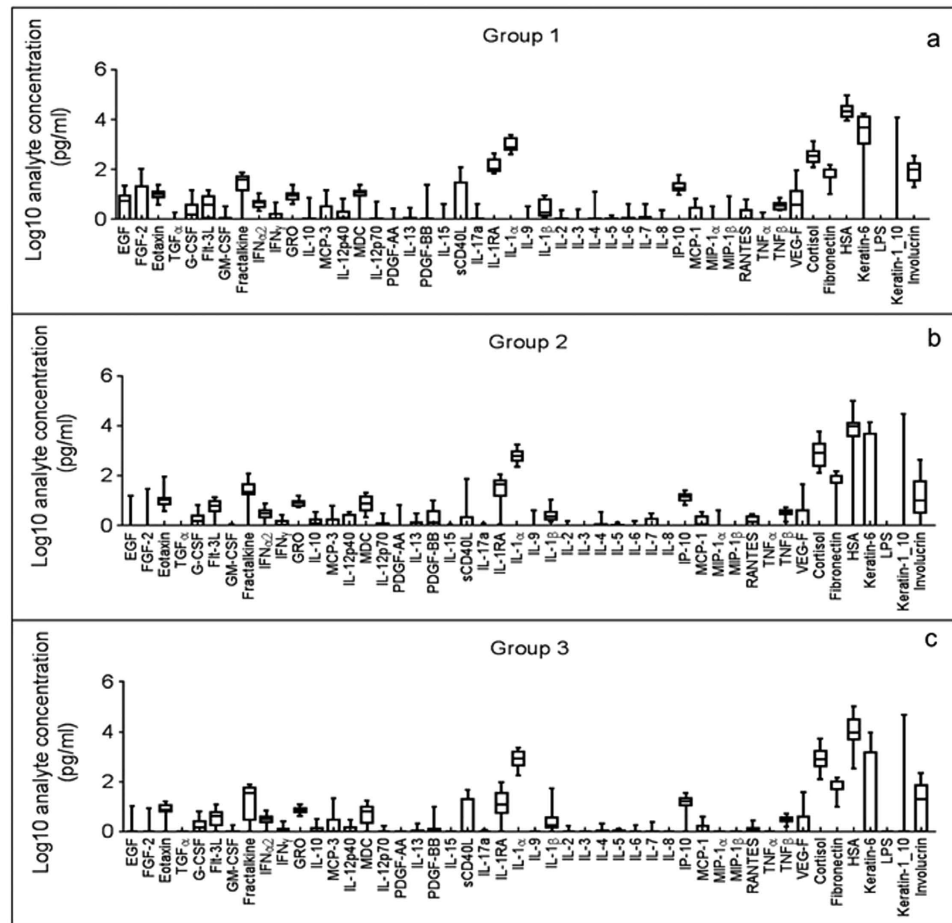 Group 1
a
Log10 analyte concentration
(pg/ml)
6
4
2
0
EGF
FGF-2
Eotaxin
TGFα
G-CSF
Flt-3L
GM-CSF
Fractalkine
IFNα2
IFNγ
GRO
IL-10
MCP-3
IL-12p40
MDC
IL-12p70
PDGF-AA
IL-13
PDGF-BB
IL-15
sCD40L
IL-17a
IL-1RA
IL-1α
IL-9
IL-1β
IL-2
IL-3
IL-4
IL-5
IL-6
IL-7
IL-8
IP-10
MCP-1
MIP-1α
MIP-1β
RANTES
TNFα
TNFβ
VEG-F
Cortisol
Fibronectin
HSA
Keratin-6
LPS
Keratin-1_10
Involucrin
Group 2
b
Log10 analyte concentration
(pg/ml)
6
4
2
0
EGF
FGF-2
Eotaxin
TGFα
G-CSF
Flt-3L
GM-CSF
Fractalkine
IFNα2
IFNγ
GRO
IL-10
MCP-3
IL-12p40
MDC
IL-12p70
PDGF-AA
IL-13
PDGF-BB
IL-15
sCD40L
IL-17a
IL-1RA
IL-1α
IL-9
IL-1β
IL-2
IL-3
IL-4
IL-5
IL-6
IL-7
IL-8
IP-10
MCP-1
MIP-1α
MIP-1β
RANTES
TNFα
TNFβ
VEG-F
Cortisol
Fibronectin
HSA
Keratin-6
LPS
Keratin-1_10
Involucrin
Group 3
c
Log10 analyte concentration
(pg/ml)
6
4
2
0
EGF
FGF-2
Eotaxin
TGFα
G-CSF
Flt-3L
GM-CSF
Fractalkine
IFNα2
IFNγ
GRO
IL-10
MCP-3
IL-12p40
MDC
IL-12p70
PDGF-AA
IL-13
PDGF-BB
IL-15
sCD40L
IL-17a
IL-1RA
IL-1α
IL-9
IL-1β
IL-2
IL-3
IL-4
IL-5
IL-6
IL-7
IL-8
IP-10
MCP-1
MIP-1α
MIP-1β
RANTES
TNFα
TNFβ
VEG-F
Cortisol
Fibronectin
HSA
Keratin-6
LPS
Keratin-1_10
Involucrin